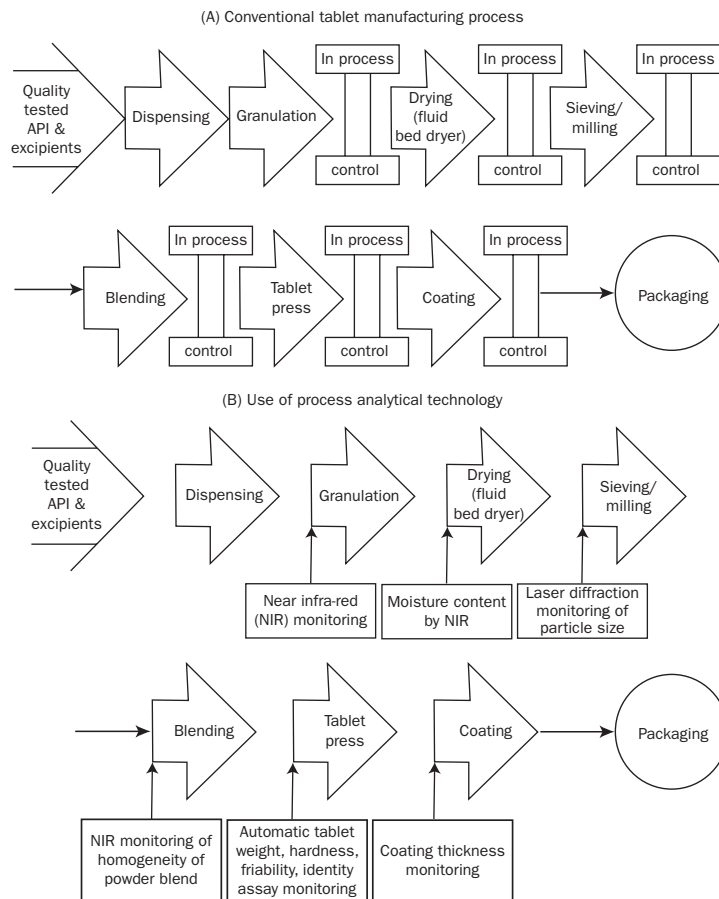 (A) Conventional tablet manufacturing process
Quality
tested
API &
excipients
Dispensing
Granulation
In process
control
Drying
(fluid
bed dryer)
In process
control
Sieving/
milling
In process
control
Blending
In process
control
Tablet
press
In process
control
Coating
In process
control
Packaging
(B) Use of process analytical technology
Quality
tested
API &
excipients
Dispensing
Granulation
Drying
(fluid
bed dryer)
Sieving/
milling
Near infra-red
(NIR) monitoring
Moisture content
by NIR
Laser diffraction
monitoring of
particle size
Blending
Tablet
press
Coating
Packaging
NIR monitoring of
homogeneity of
powder blend
Automatic tablet
weight, hardness,
friability, identity
assay monitoring
Coating thickness
monitoring